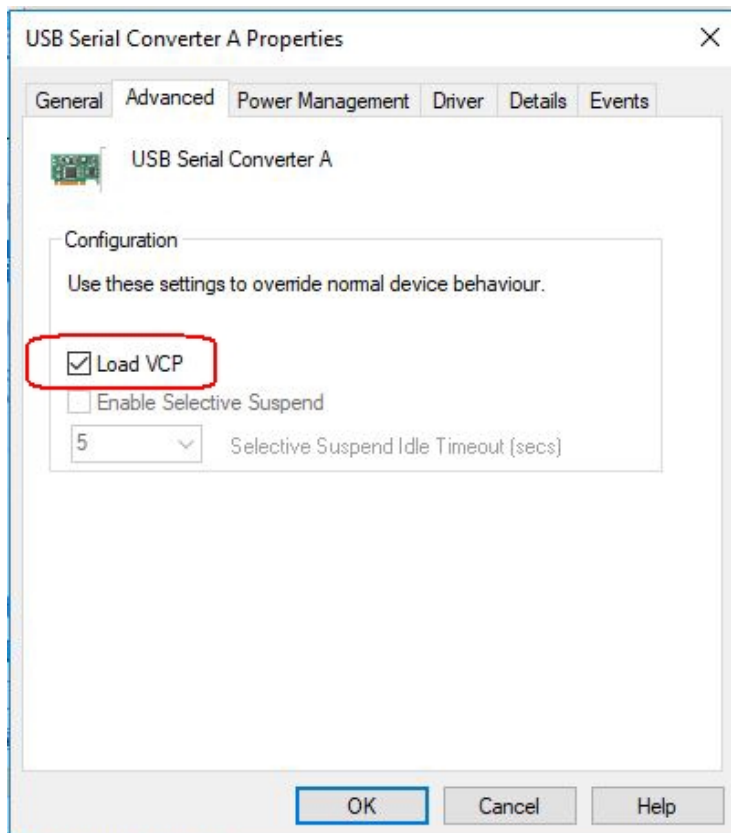 USB Serial Converter A Properties
General Advanced Power Management Driver Details Events
USB Serial Converter A
Configuration
Use these settings to override normal device behaviour.
Load VCP
Enable Selective Suspend
5 Selective Suspend Idle Timeout (secs)
OK Cancel Help